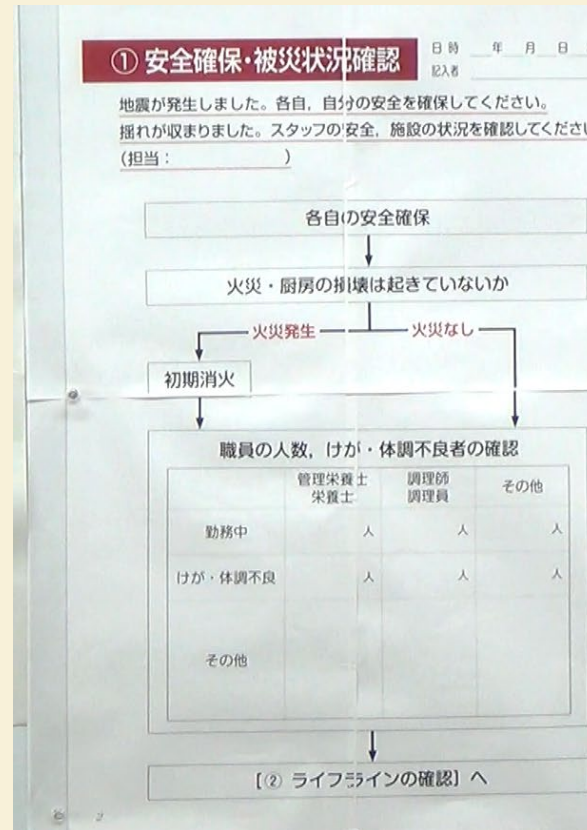 ① 安全確保・被災状況確認
日時　年　月　日
記入者
地震が発生しました。各自，自分の安全を確保してください。
揺れが収まりました。スタッフの安全，施設の状況を確認してくださ
(担当：　　　)
各自の安全確保
火災・厨房の損壊は起きていないか
火災発生　火災なし
初期消火
職員の人数，けが・体調不良者の確認
管理栄養士　調理師　その他
栄養士　調理員
勤務中　人　人　人
けが・体調不良　人　人　人
その他
[② ライフラインの確認] へ